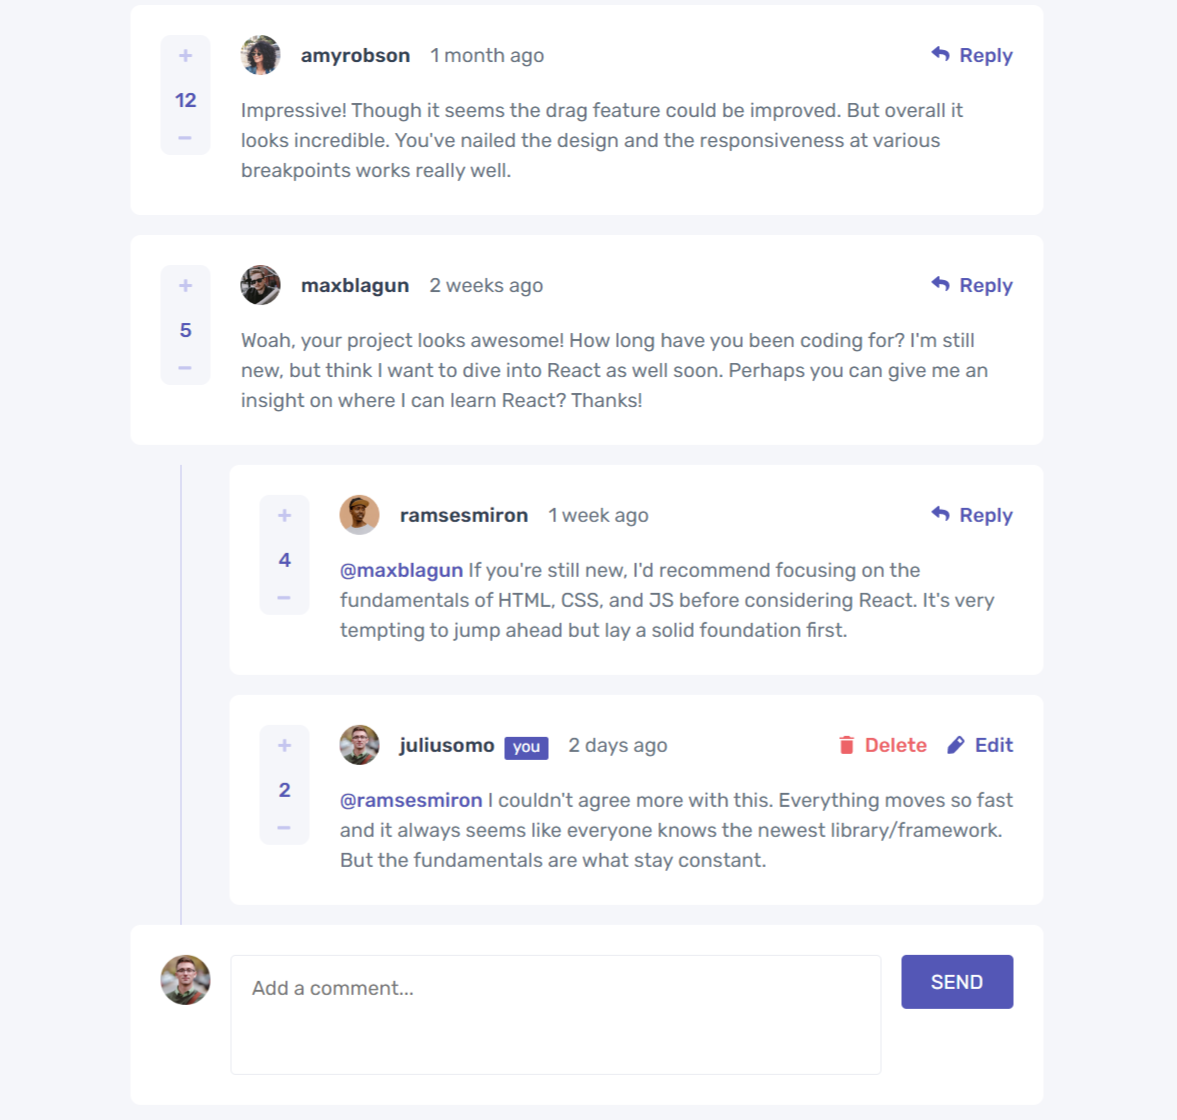 +
amyrobson 1 month ago Reply
12
−
Impressive! Though it seems the drag feature could be improved. But overall it
looks incredible. You've nailed the design and the responsiveness at various
breakpoints works really well.
+
maxblagun 2 weeks ago Reply
5
−
Woah, your project looks awesome! How long have you been coding for? I'm still
new, but think I want to dive into React as well soon. Perhaps you can give me an
insight on where I can learn React? Thanks!
+
ramsesmiron 1 week ago Reply
4
−
@maxblagun If you're still new, I'd recommend focusing on the
fundamentals of HTML, CSS, and JS before considering React. It's very
tempting to jump ahead but lay a solid foundation first.
+
juliusomo you 2 days ago Delete Edit
2
−
@ramsesmiron I couldn't agree more with this. Everything moves so fast
and it always seems like everyone knows the newest library/framework.
But the fundamentals are what stay constant.
Add a comment...
SEND